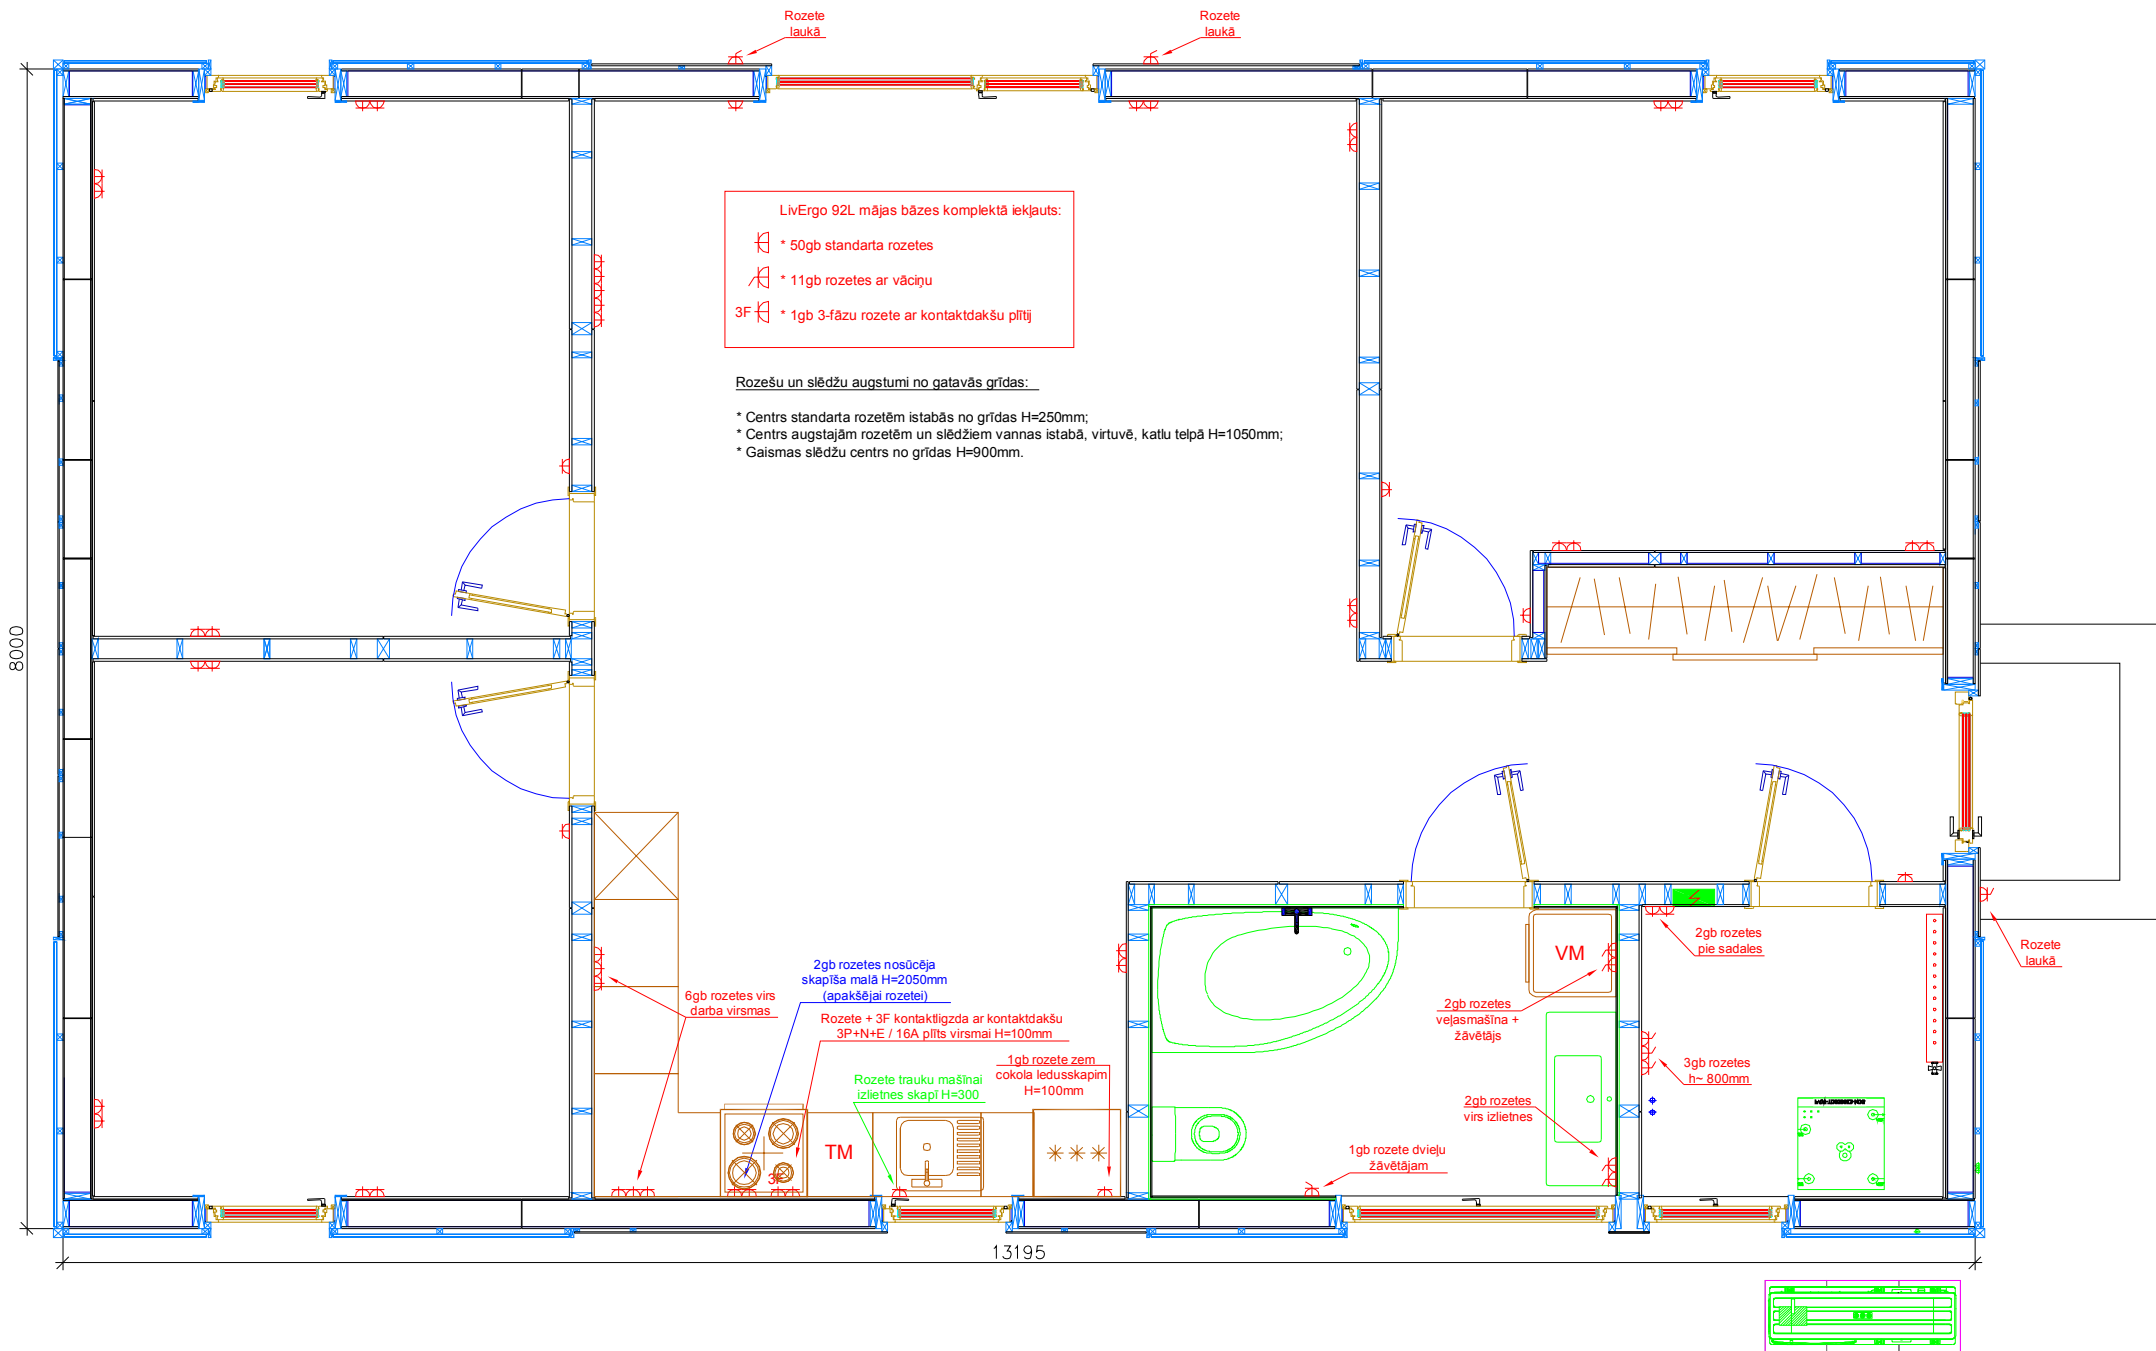 Rozete
laukā
Rozete
laukā
LivErgo 92L mājas bāzes komplektā iekļauts:
* 50gb standarta rozetes
* 11gb rozetes ar vāciņu
3F * 1gb 3-fāzu rozete ar kontaktdakšu plītij
Rozešu un slēdžu augstumi no gatavās grīdas:
* Centrs standarta rozetēm istabās no grīdas H=250mm;
* Centrs augstajām rozetēm un slēdžiem vannas istabā, virtuvē, katlu telpā H=1050mm;
* Gaismas slēdžu centrs no grīdas H=900mm.
8000
2gb rozetes nosūcēja
skapīša malā H=2050mm
(apakšējai rozetei)
6gb rozetes virs
darba virsmas
Rozete + 3F kontaktligzda ar kontaktdakšu
3P+N+E / 16A plīts virsmai H=100mm
1gb rozete zem
cokola ledusskapim
H=100mm
Rozete trauku mašīnai
izlietnes skapī H=300
TM
3F
VM
2gb rozetes
veļasmašīna +
žāvētājs
2gb rozetes
pie sadales
Rozete
laukā
3gb rozetes
h~ 800mm
2gb rozetes
virs izlietnes
1gb rozete dvieļu
žāvētājam
13195